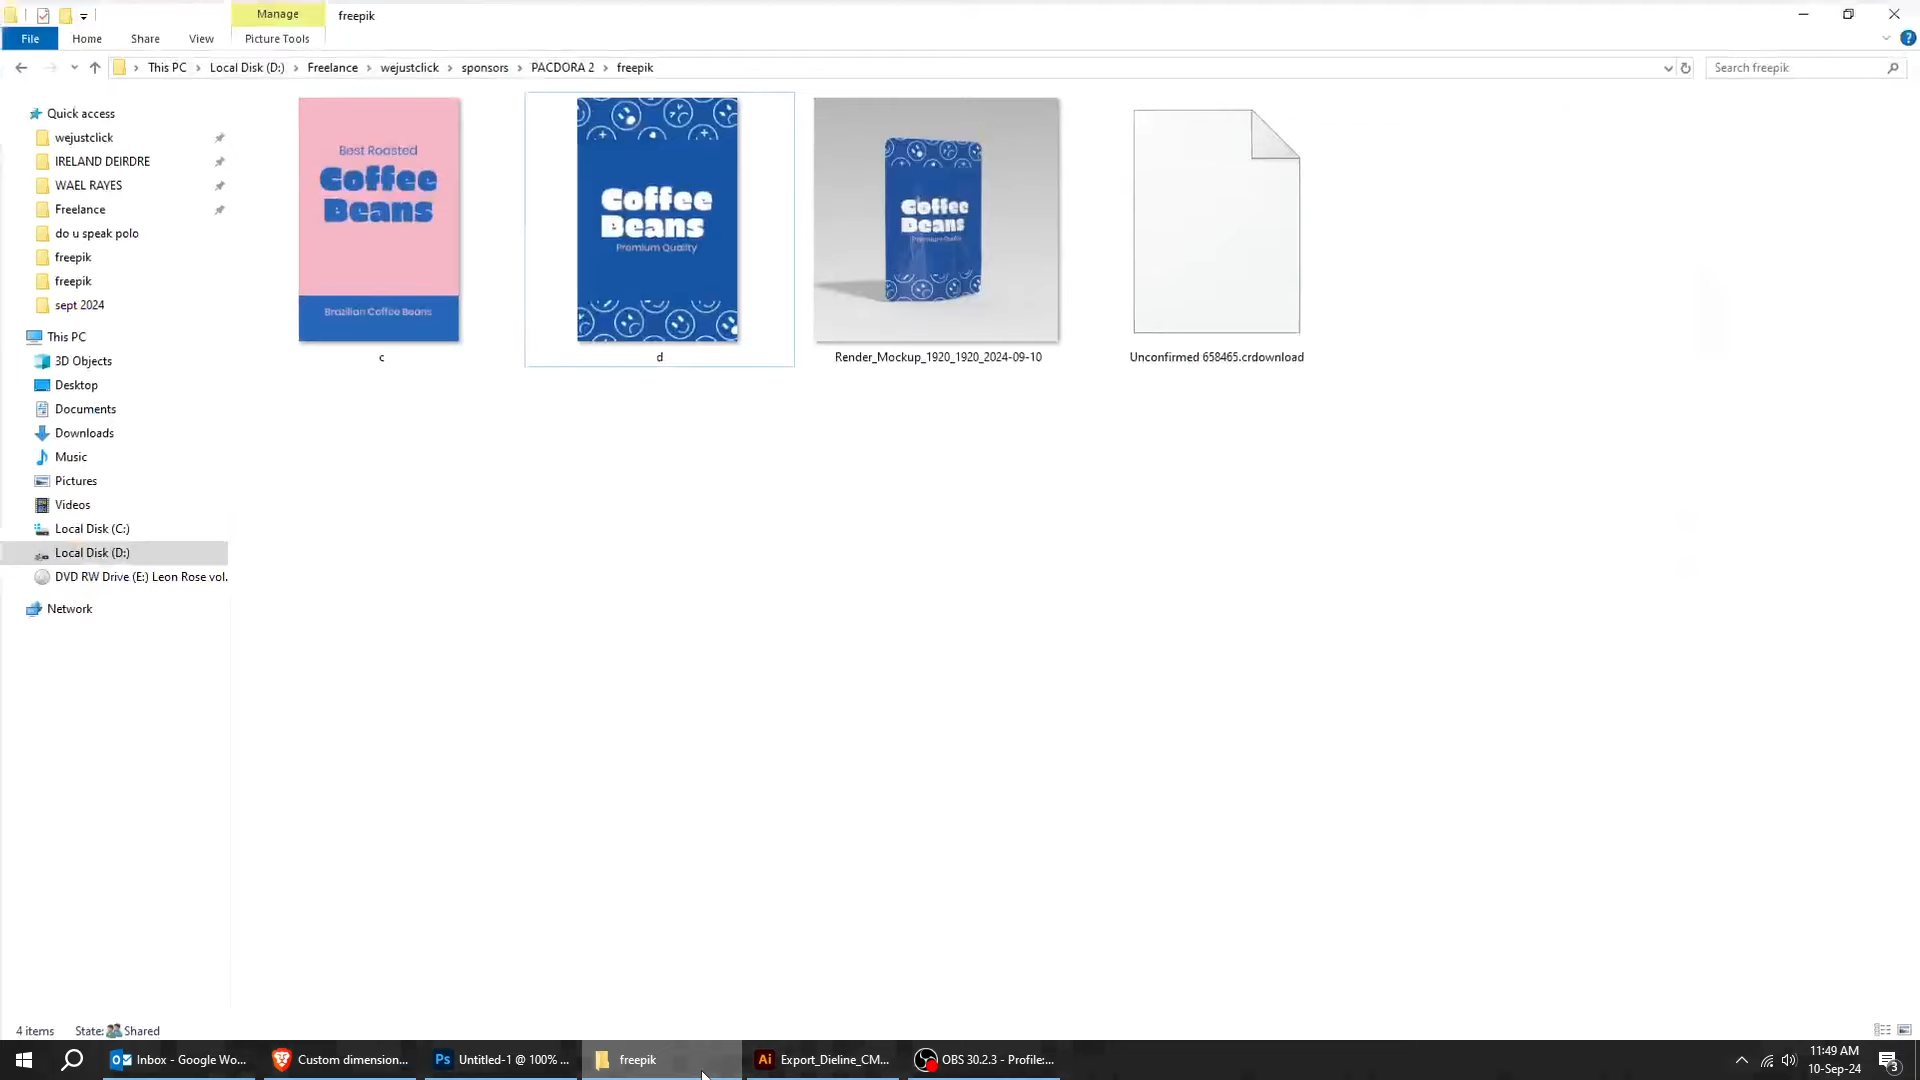 Manage
freepik
File
Home
Share
View
Picture Tools
This PC
Local Disk (D:)
Freelance
wejustclick
sponsors
PACDORA 2
freepik
Search freepik
Quick access
wejustclick
IRELAND DEIRDRE
WAEL RAYES
Freelance
do u speak polo
freepik
freepik
sept 2024
This PC
3D Objects
Desktop
Documents
Downloads
Music
Pictures
Videos
Local Disk (C:)
Local Disk (D:)
DVD RW Drive (E:) Leon Rose vol.
Network
Best Roasted
Coffee
Beans
Brazilian Coffee Beans
c
Coffee
Beans
Premium Quality
d
Coffee
Beans
Premium Quality
Render_Mockup_1920_1920_2024-09-10
Unconfirmed 658465.crdownload
4 items
State:
Shared
Inbox - Google Wo...
Custom dimension...
Ps
Untitled-1 @ 100% ...
freepik
Ai
Export_Dieline_CM...
OBS 30.2.3 - Profile:...
11:49 AM
10-Sep-24
3